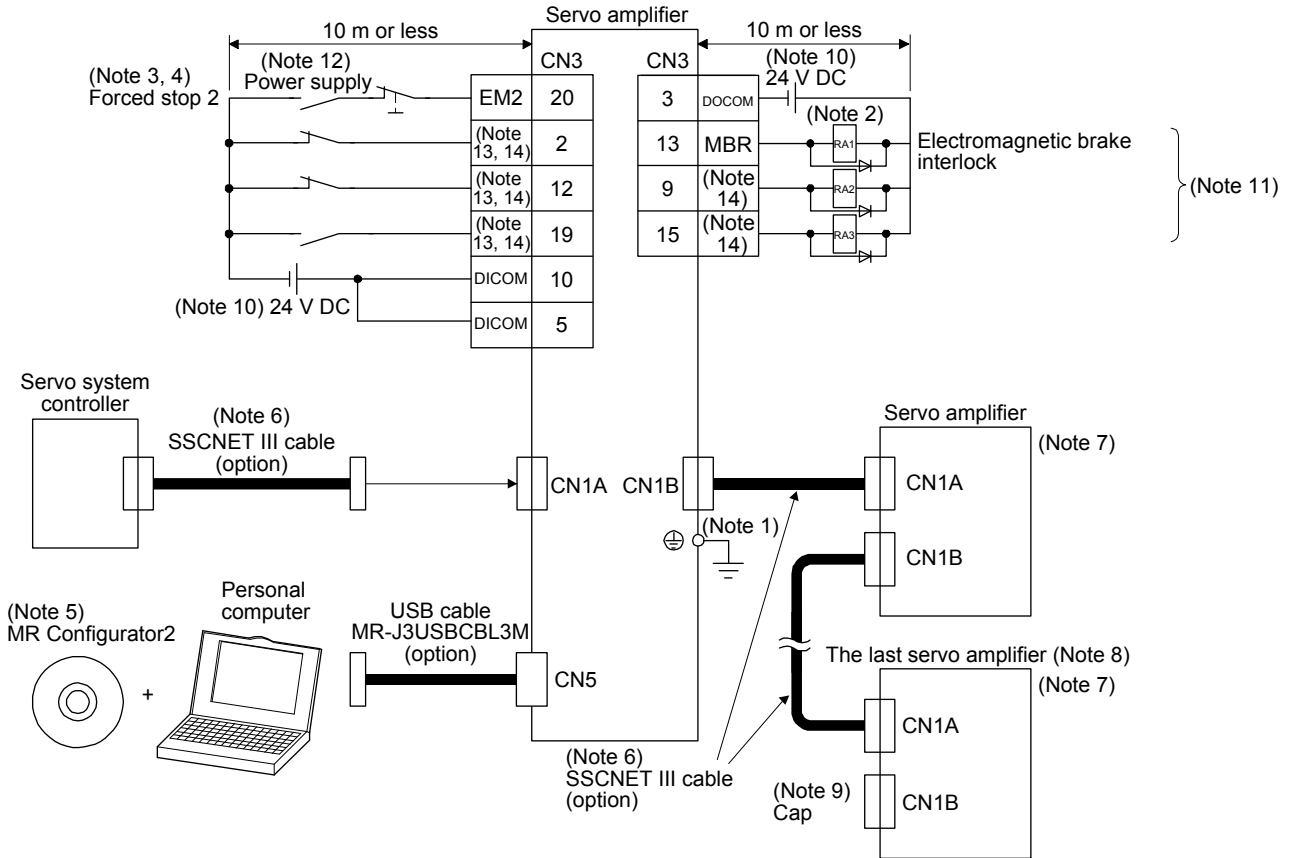 Servo amplifier
10 m or less
10 m or less
(Note 3, 4)
Forced stop 2
(Note 12)
Power supply
CN3
EM2 20
(Note 13, 14) 2
(Note 13, 14) 12
(Note 13, 14) 19
DICOM 10
DICOM 5
(Note 10) 24 V DC
CN3
3 DOCOM
13 MBR
9 (Note 14)
15 (Note 14)
(Note 10)
24 V DC
(Note 2)
RA1
RA2
RA3
Electromagnetic brake
interlock
(Note 11)
Servo system
controller
(Note 6)
SSCNET III cable
(option)
CN1A
CN1B
(Note 1)
Servo amplifier
(Note 7)
CN1A
CN1B
(Note 5)
MR Configurator2
+
Personal
computer
USB cable
MR-J3USBCBL3M
(option)
CN5
(Note 6)
SSCNET III cable
(option)
The last servo amplifier (Note 8)
(Note 7)
CN1A
CN1B
(Note 9)
Cap